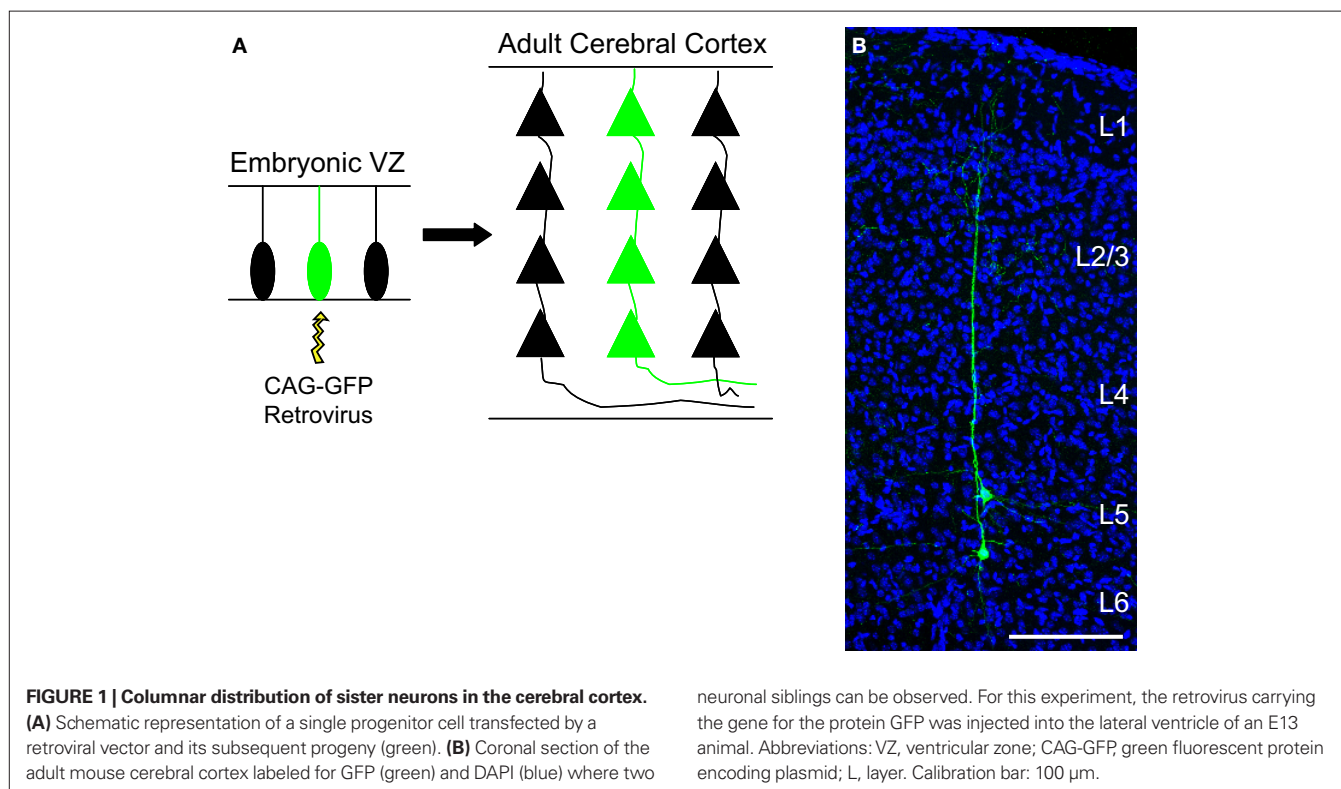 A
Adult Cerebral Cortex
Embryonic VZ
CAG-GFP
Retrovirus
B
L1
L2/3
L4
L5
L6
FIGURE 1 | Columnar distribution of sister neurons in the cerebral cortex.
(A) Schematic representation of a single progenitor cell transfected by a
retroviral vector and its subsequent progeny (green). (B) Coronal section of the
adult mouse cerebral cortex labeled for GFP (green) and DAPI (blue) where two
neuronal siblings can be observed. For this experiment, the retrovirus carrying
the gene for the protein GFP was injected into the lateral ventricle of an E13
animal. Abbreviations: VZ, ventricular zone; CAG-GFP, green fluorescent protein
encoding plasmid; L, layer. Calibration bar: 100 μm.